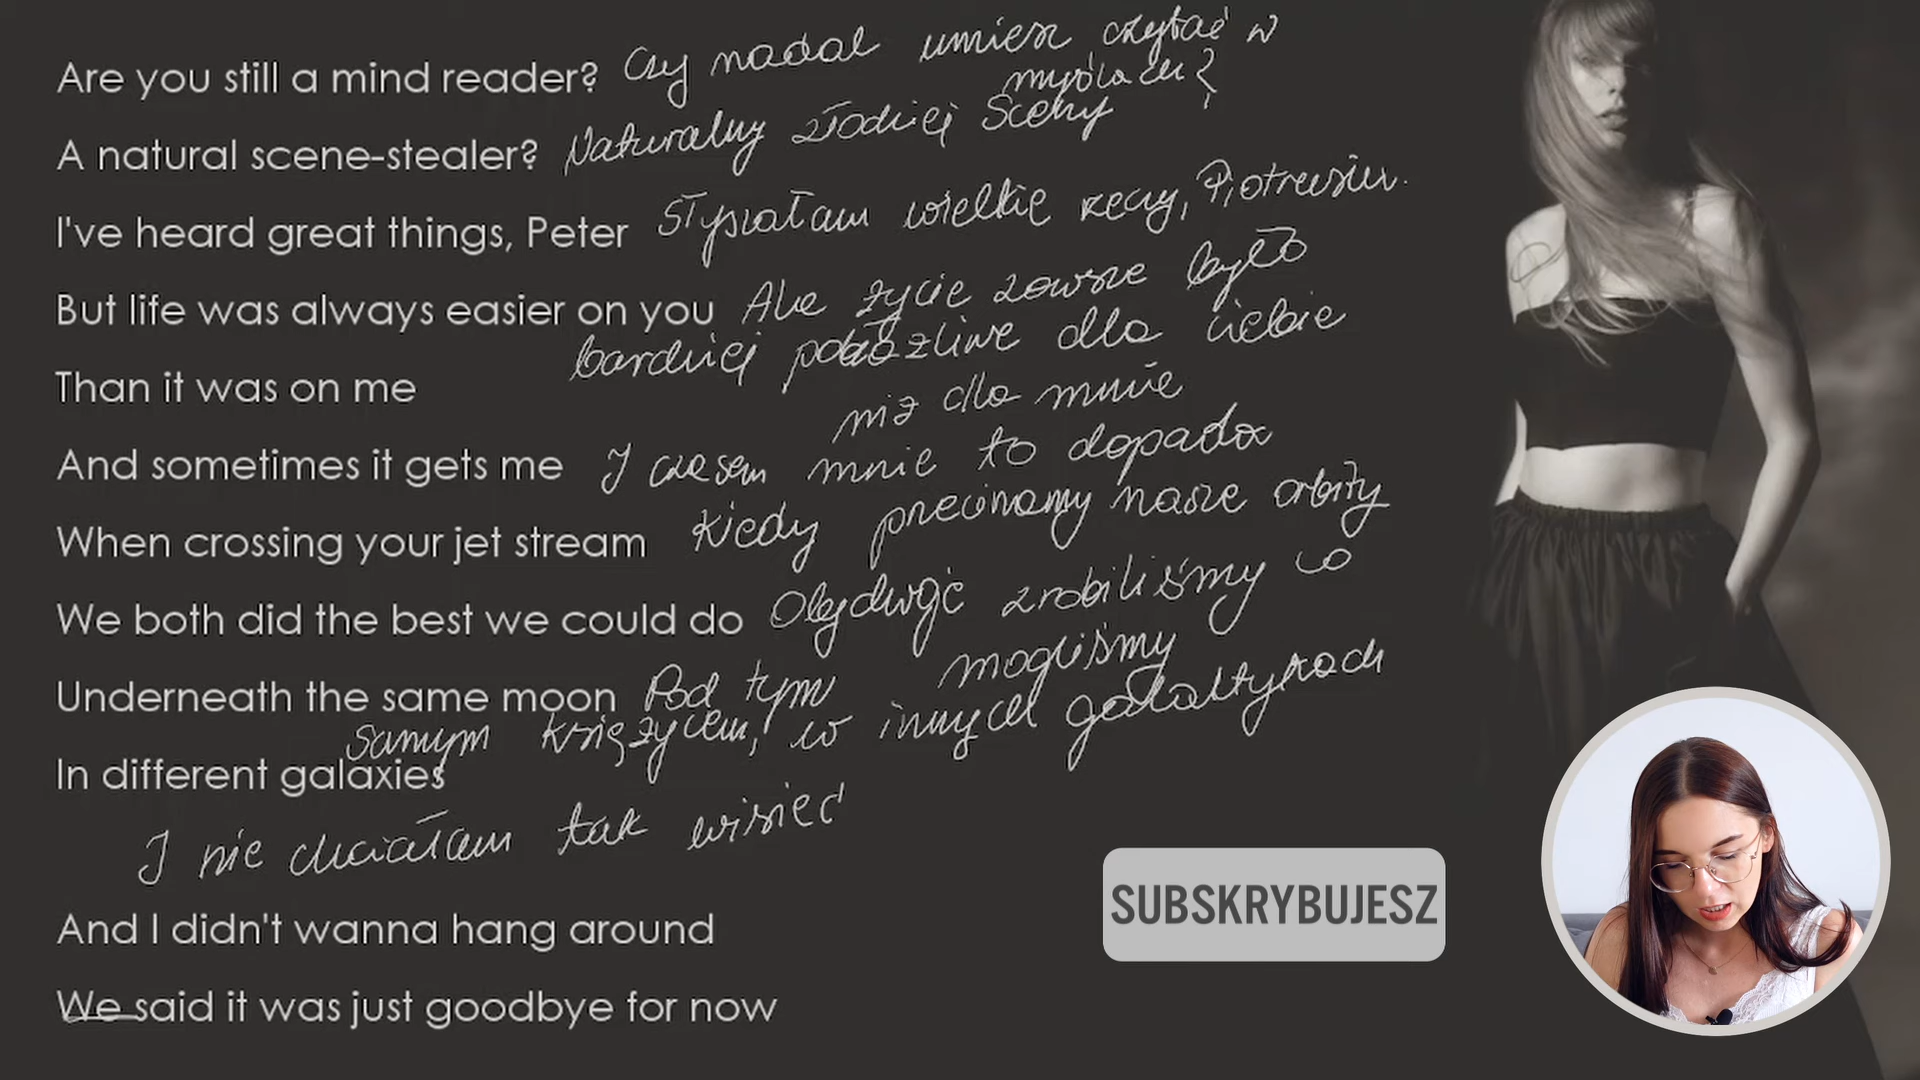 Are you still a mind reader? Czy nadal umiesz czytać w
myślach?
A natural scene-stealer? Naturalny złodziej sceny
I've heard great things, Peter Słyszałam wielkie rzeczy, Piotrusiu.
But life was always easier on you Ale życie zawsze było
bardziej pobłażliwe dla ciebie
Than it was on me niż dla mnie
And sometimes it gets me I czasem mnie to dopada
When crossing your jet stream Kiedy przecinamy nasze orbity
We both did the best we could do Obydwoje zrobiliśmy co
mogliśmy
Underneath the same moon Pod tym
samym księżycem, w innych galaktykach
In different galaxies
I nie chciałam tak wisieć
And I didn't wanna hang around
We said it was just goodbye for now
SUBSKRYBUJESZ